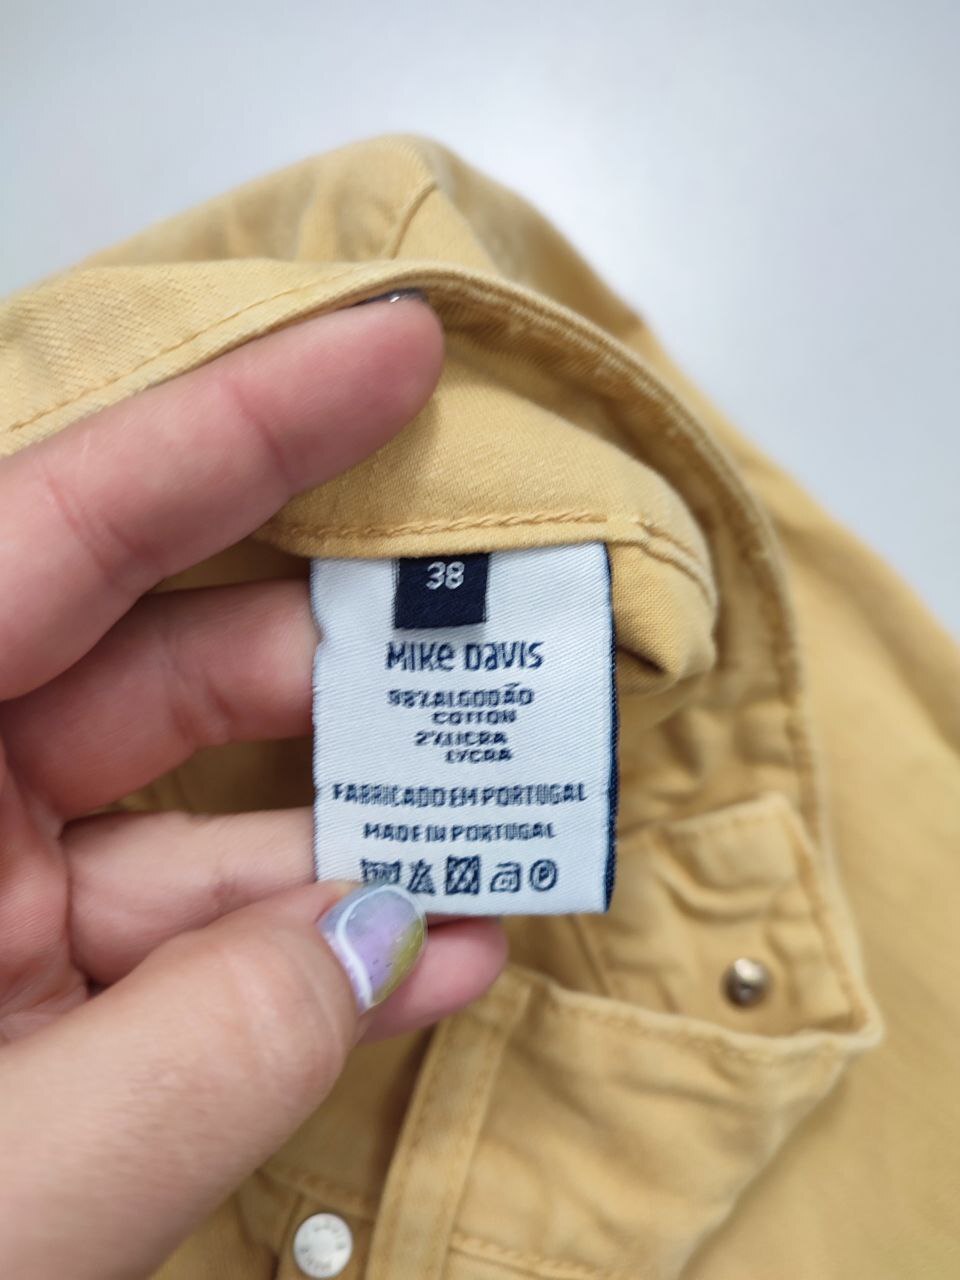 38
MIKE DAVIS
98% ALGODÃO
COTTON
2% LICRA
LYCRA
FABRICADO EM PORTUGAL
MADE IN PORTUGAL
P